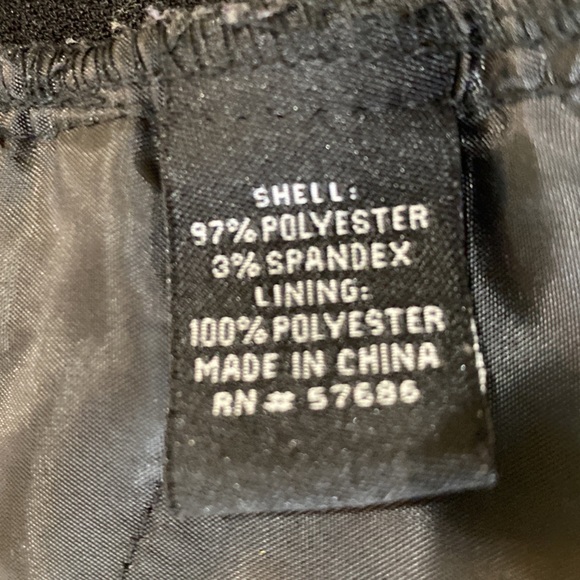 SHELL:
97% POLYESTER
3% SPANDEX
LINING:
100% POLYESTER
MADE IN CHINA
RN # 57686